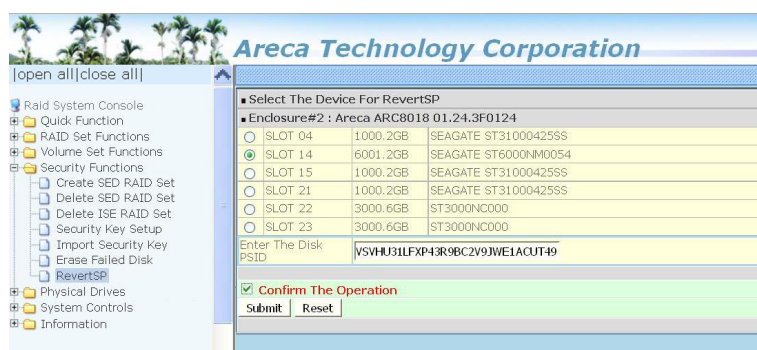 Areca Technology Corporation
|open all|close all|
Raid System Console
Quick Function
RAID Set Functions
Volume Set Functions
Security Functions
Create SED RAID Set
Delete SED RAID Set
Delete ISE RAID Set
Security Key Setup
Import Security Key
Erase Failed Disk
RevertSP
Physical Drives
System Controls
Information
Select The Device For RevertSP
Enclosure#2 : Areca ARC8018 01.24.3F0124
SLOT 04 1000.2GB SEAGATE ST31000425SS
SLOT 14 6001.2GB SEAGATE ST6000NM0054
SLOT 15 1000.2GB SEAGATE ST31000425SS
SLOT 21 1000.2GB SEAGATE ST31000425SS
SLOT 22 3000.6GB ST3000NC000
SLOT 23 3000.6GB ST3000NC000
Enter The Disk
PSID
VSVHU31LFXP43R9BC2V9JWE1ACUT49
Confirm The Operation
Submit Reset